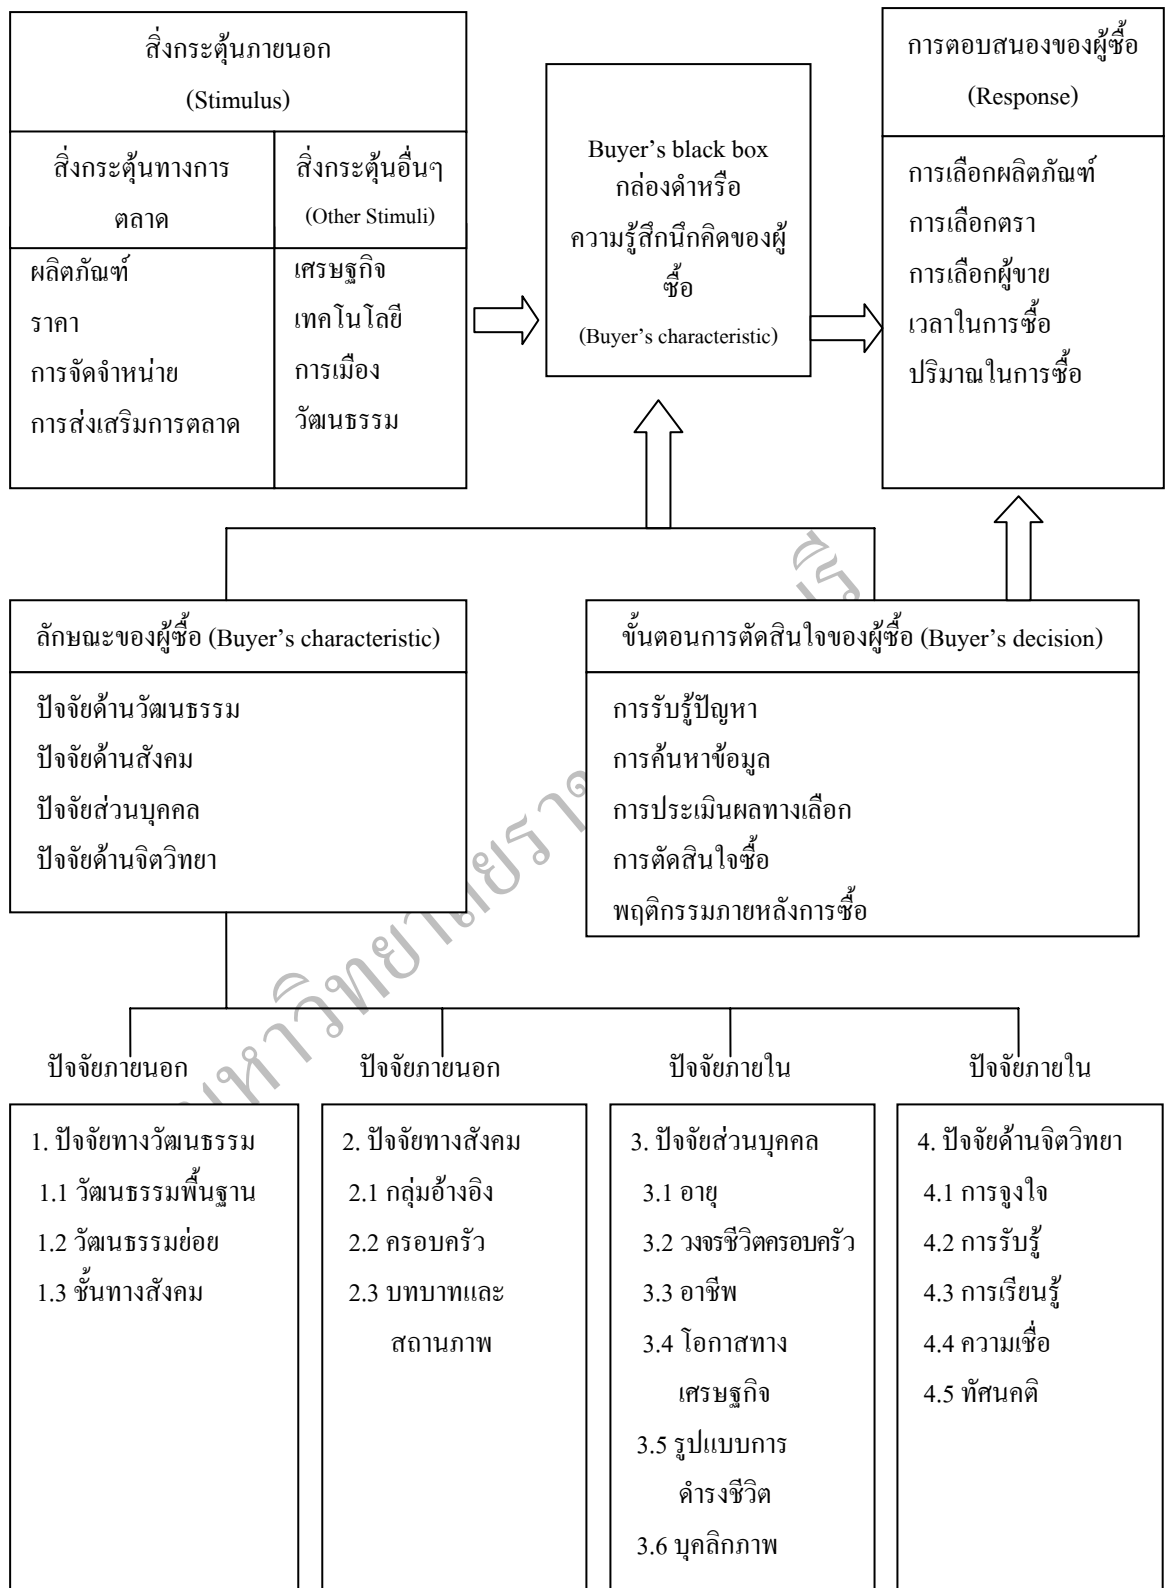 สิ่งกระตุ้นภายนอก
(Stimulus)
สิ่งกระตุ้นทางการ
ตลาด
ผลิตภัณฑ์
ราคา
การจัดจำหน่าย
การส่งเสริมการตลาด
สิ่งกระตุ้นอื่นๆ
(Other Stimuli)
เศรษฐกิจ
เทคโนโลยี
การเมือง
วัฒนธรรม
Buyer's black box
กล่องดำหรือ
ความรู้สึกนึกคิดของผู้
ซื้อ
(Buyer's characteristic)
การตอบสนองของผู้ซื้อ
(Response)
การเลือกผลิตภัณฑ์
การเลือกตรา
การเลือกผู้ขาย
เวลาในการซื้อ
ปริมาณในการซื้อ
ลักษณะของผู้ซื้อ (Buyer's characteristic)
ปัจจัยด้านวัฒนธรรม
ปัจจัยด้านสังคม
ปัจจัยส่วนบุคคล
ปัจจัยด้านจิตวิทยา
ขั้นตอนการตัดสินใจของผู้ซื้อ (Buyer's decision)
การรับรู้ปัญหา
การค้นหาข้อมูล
การประเมินผลทางเลือก
การตัดสินใจซื้อ
พฤติกรรมภายหลังการซื้อ
ปัจจัยภายนอก
1. ปัจจัยทางวัฒนธรรม
1.1 วัฒนธรรมพื้นฐาน
1.2 วัฒนธรรมย่อย
1.3 ชั้นทางสังคม
ปัจจัยภายนอก
2. ปัจจัยทางสังคม
2.1 กลุ่มอ้างอิง
2.2 ครอบครัว
2.3 บทบาทและ
สถานภาพ
ปัจจัยภายใน
3. ปัจจัยส่วนบุคคล
3.1 อายุ
3.2 วงจรชีวิตครอบครัว
3.3 อาชีพ
3.4 โอกาสทาง
เศรษฐกิจ
3.5 รูปแบบการ
ดำรงชีวิต
3.6 บุคลิกภาพ
ปัจจัยภายใน
4. ปัจจัยด้านจิตวิทยา
4.1 การจูงใจ
4.2 การรับรู้
4.3 การเรียนรู้
4.4 ความเชื่อ
4.5 ทัศนคติ